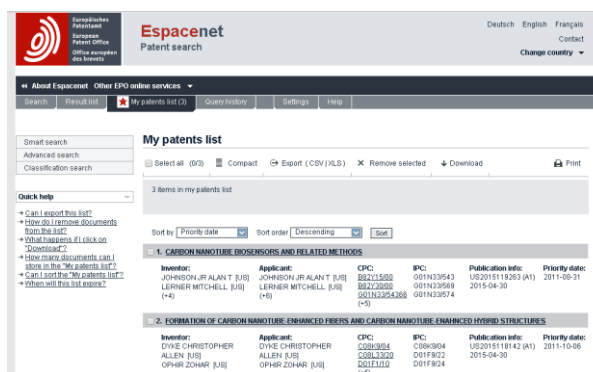 Europäisches
Patentamt
European
Patent Office
Office européen
des brevets
Espacenet
Patent search
Deutsch English Français
Contact
Change country
About Espacenet Other EPO online services
Search Result list My patents list (3) Query history Settings Help
Smart search
Advanced search
Classification search
Quick help
Can I export this list?
How do I remove documents
from the list?
What happens if I click on
"Download"?
How many documents can I
store in the "My patents list"?
Can I sort the "My patents list"?
When will this list expire?
My patents list
Select all (0/3) Compact Export (CSV|XLS) Remove selected Download Print
3 items in my patents list
Sort by Priority date Sort order Descending Sort
1. CARBON NANOTUBE BIOSENSORS AND RELATED METHODS
Inventor: Applicant: CPC: IPC: Publication info: Priority date:
JOHNSON JR ALAN T [US] JOHNSON JR ALAN T [US] B82Y15/00 G01N33/543 US2015119263 (A1) 2011-08-31
LERNER MITCHELL [US] LERNER MITCHELL [US] B82Y30/00 G01N33/569 2015-04-30
(+4) (+6) G01N33/54366 G01N33/574
(+5)
2. FORMATION OF CARBON NANOTUBE-ENHANCED FIBERS AND CARBON NANOTUBE-ENAHNCED HYBRID STRUCTURES
Inventor: Applicant: CPC: IPC: Publication info: Priority date:
DYKE CHRISTOPHER DYKE CHRISTOPHER C08K9/04 C08K9/04 US2015118142 (A1) 2011-10-06
ALLEN [US] ALLEN [US] C08L33/20 D01F9/22 2015-04-30
OPHIR ZOHAR [US] OPHIR ZOHAR [US] D01F1/10 D01F9/24